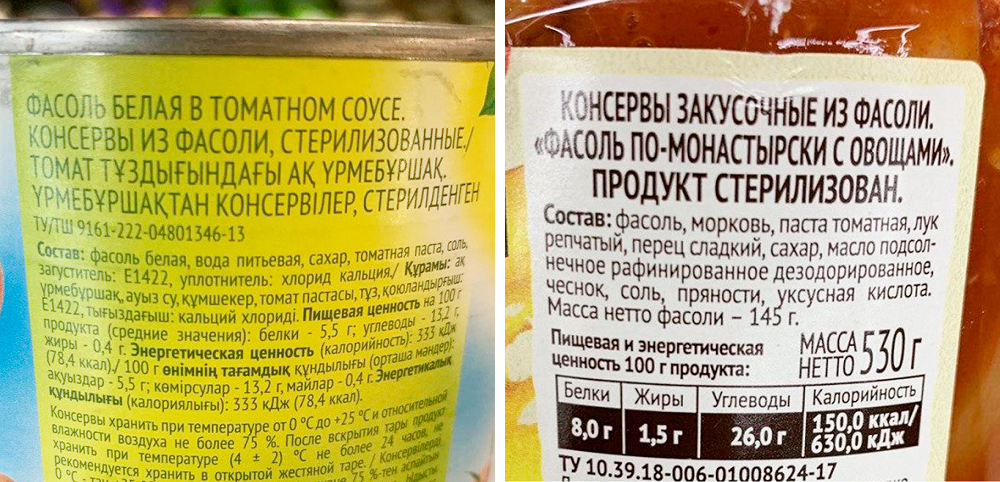 ФАСОЛЬ БЕЛАЯ В ТОМАТНОМ СОУСЕ.
КОНСЕРВЫ ИЗ ФАСОЛИ, СТЕРИЛИЗОВАННЫЕ./
ТОМАТ ТҰЗДЫҒЫНДАҒЫ АҚ ҮРМЕБҰРШАҚ.
ҮРМЕБҰРШАҚТАН КОНСЕРВІЛЕР, СТЕРИЛДЕНГЕН
ТУ/ТШ 9161-222-04801346-13
Состав: фасоль белая, вода питьевая, сахар, томатная паста, соль,
загуститель: Е1422, уплотнитель: хлорид кальция./ Құрамы: ақ
үрмебұршақ, ауыз су, құмшекер, томат пастасы, тұз, қоюландырғыш:
Е1422, тығыздағыш: кальций хлориді. Пищевая ценность на 100 г
продукта (средние значения): белки - 5,5 г; углеводы - 13,2 г,
жиры - 0,4 г. Энергетическая ценность (калорийность): 333 кДж
(78,4 ккал)./ 100 г өнімнің тағамдық құндылығы (орташа мәндер):
ақуыздар - 5,5 г; көмірсулар - 13,2 г, майлар - 0,4 г. Энергетикалық
құндылығы (калориялығы): 333 кДж (78,4 ккал).
Консервы хранить при температуре от 0 °С до +25 °С и относительной
влажности воздуха не более 75 %. После вскрытия тары продукт
хранить при температуре (4 ± 2) °С не более 24 часов, не
рекомендуется хранить в открытой жестяной таре. / Консервілерді
75 %-тен аспайтын
КОНСЕРВЫ ЗАКУСОЧНЫЕ ИЗ ФАСОЛИ.
«ФАСОЛЬ ПО-МОНАСТЫРСКИ С ОВОЩАМИ».
ПРОДУКТ СТЕРИЛИЗОВАН.
Состав: фасоль, морковь, паста томатная, лук
репчатый, перец сладкий, сахар, масло подсол-
нечное рафинированное дезодорированное,
чеснок, соль, пряности, уксусная кислота.
Масса нетто фасоли – 145 г.
Пищевая и энергетическая
ценность 100 г продукта:
МАССА
НЕТТО 530 г
Белки Жиры Углеводы Калорийность
8,0 г 1,5 г 26,0 г 150,0 ккал/
630,0 кДж
ТУ 10.39.18-006-01008624-17